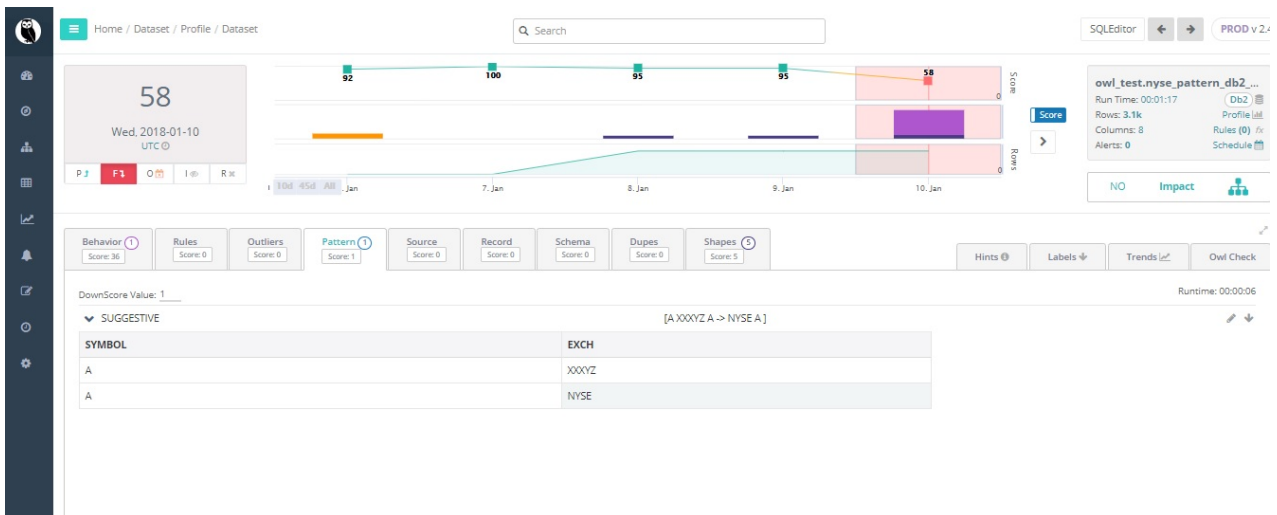 Home / Dataset / Profile / Dataset
Search
SQLEditor
PROD v 2.4
58
Wed, 2018-01-10
UTC
P F O I R
92 100 95 95 58
Score
0
Score
Rows
0
10d 45d All
. Jan 7. Jan 8. Jan 9. Jan 10. Jan
owl_test.nyse_pattern_db2_...
Run Time: 00:01:17 Db2
Rows: 3.1k Profile
Columns: 8 Rules (0) fx
Alerts: 0 Schedule
NO Impact
Behavior 1 Rules Outliers Pattern 1 Source Record Schema Dupes Shapes 5
Score: 36 Score: 0 Score: 0 Score: 1 Score: 0 Score: 0 Score: 0 Score: 0 Score: 5
Hints Labels Trends Owl Check
DownScore Value: 1
Runtime: 00:00:06
SUGGESTIVE [A XXXYZ A -> NYSE A ]
SYMBOL EXCH
A XXXYZ
A NYSE